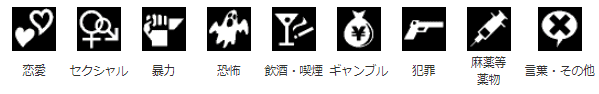 恋愛
セクシャル
暴力
恐怖
飲酒・喫煙
ギャンブル
犯罪
麻薬等
薬物
言葉・その他
¥